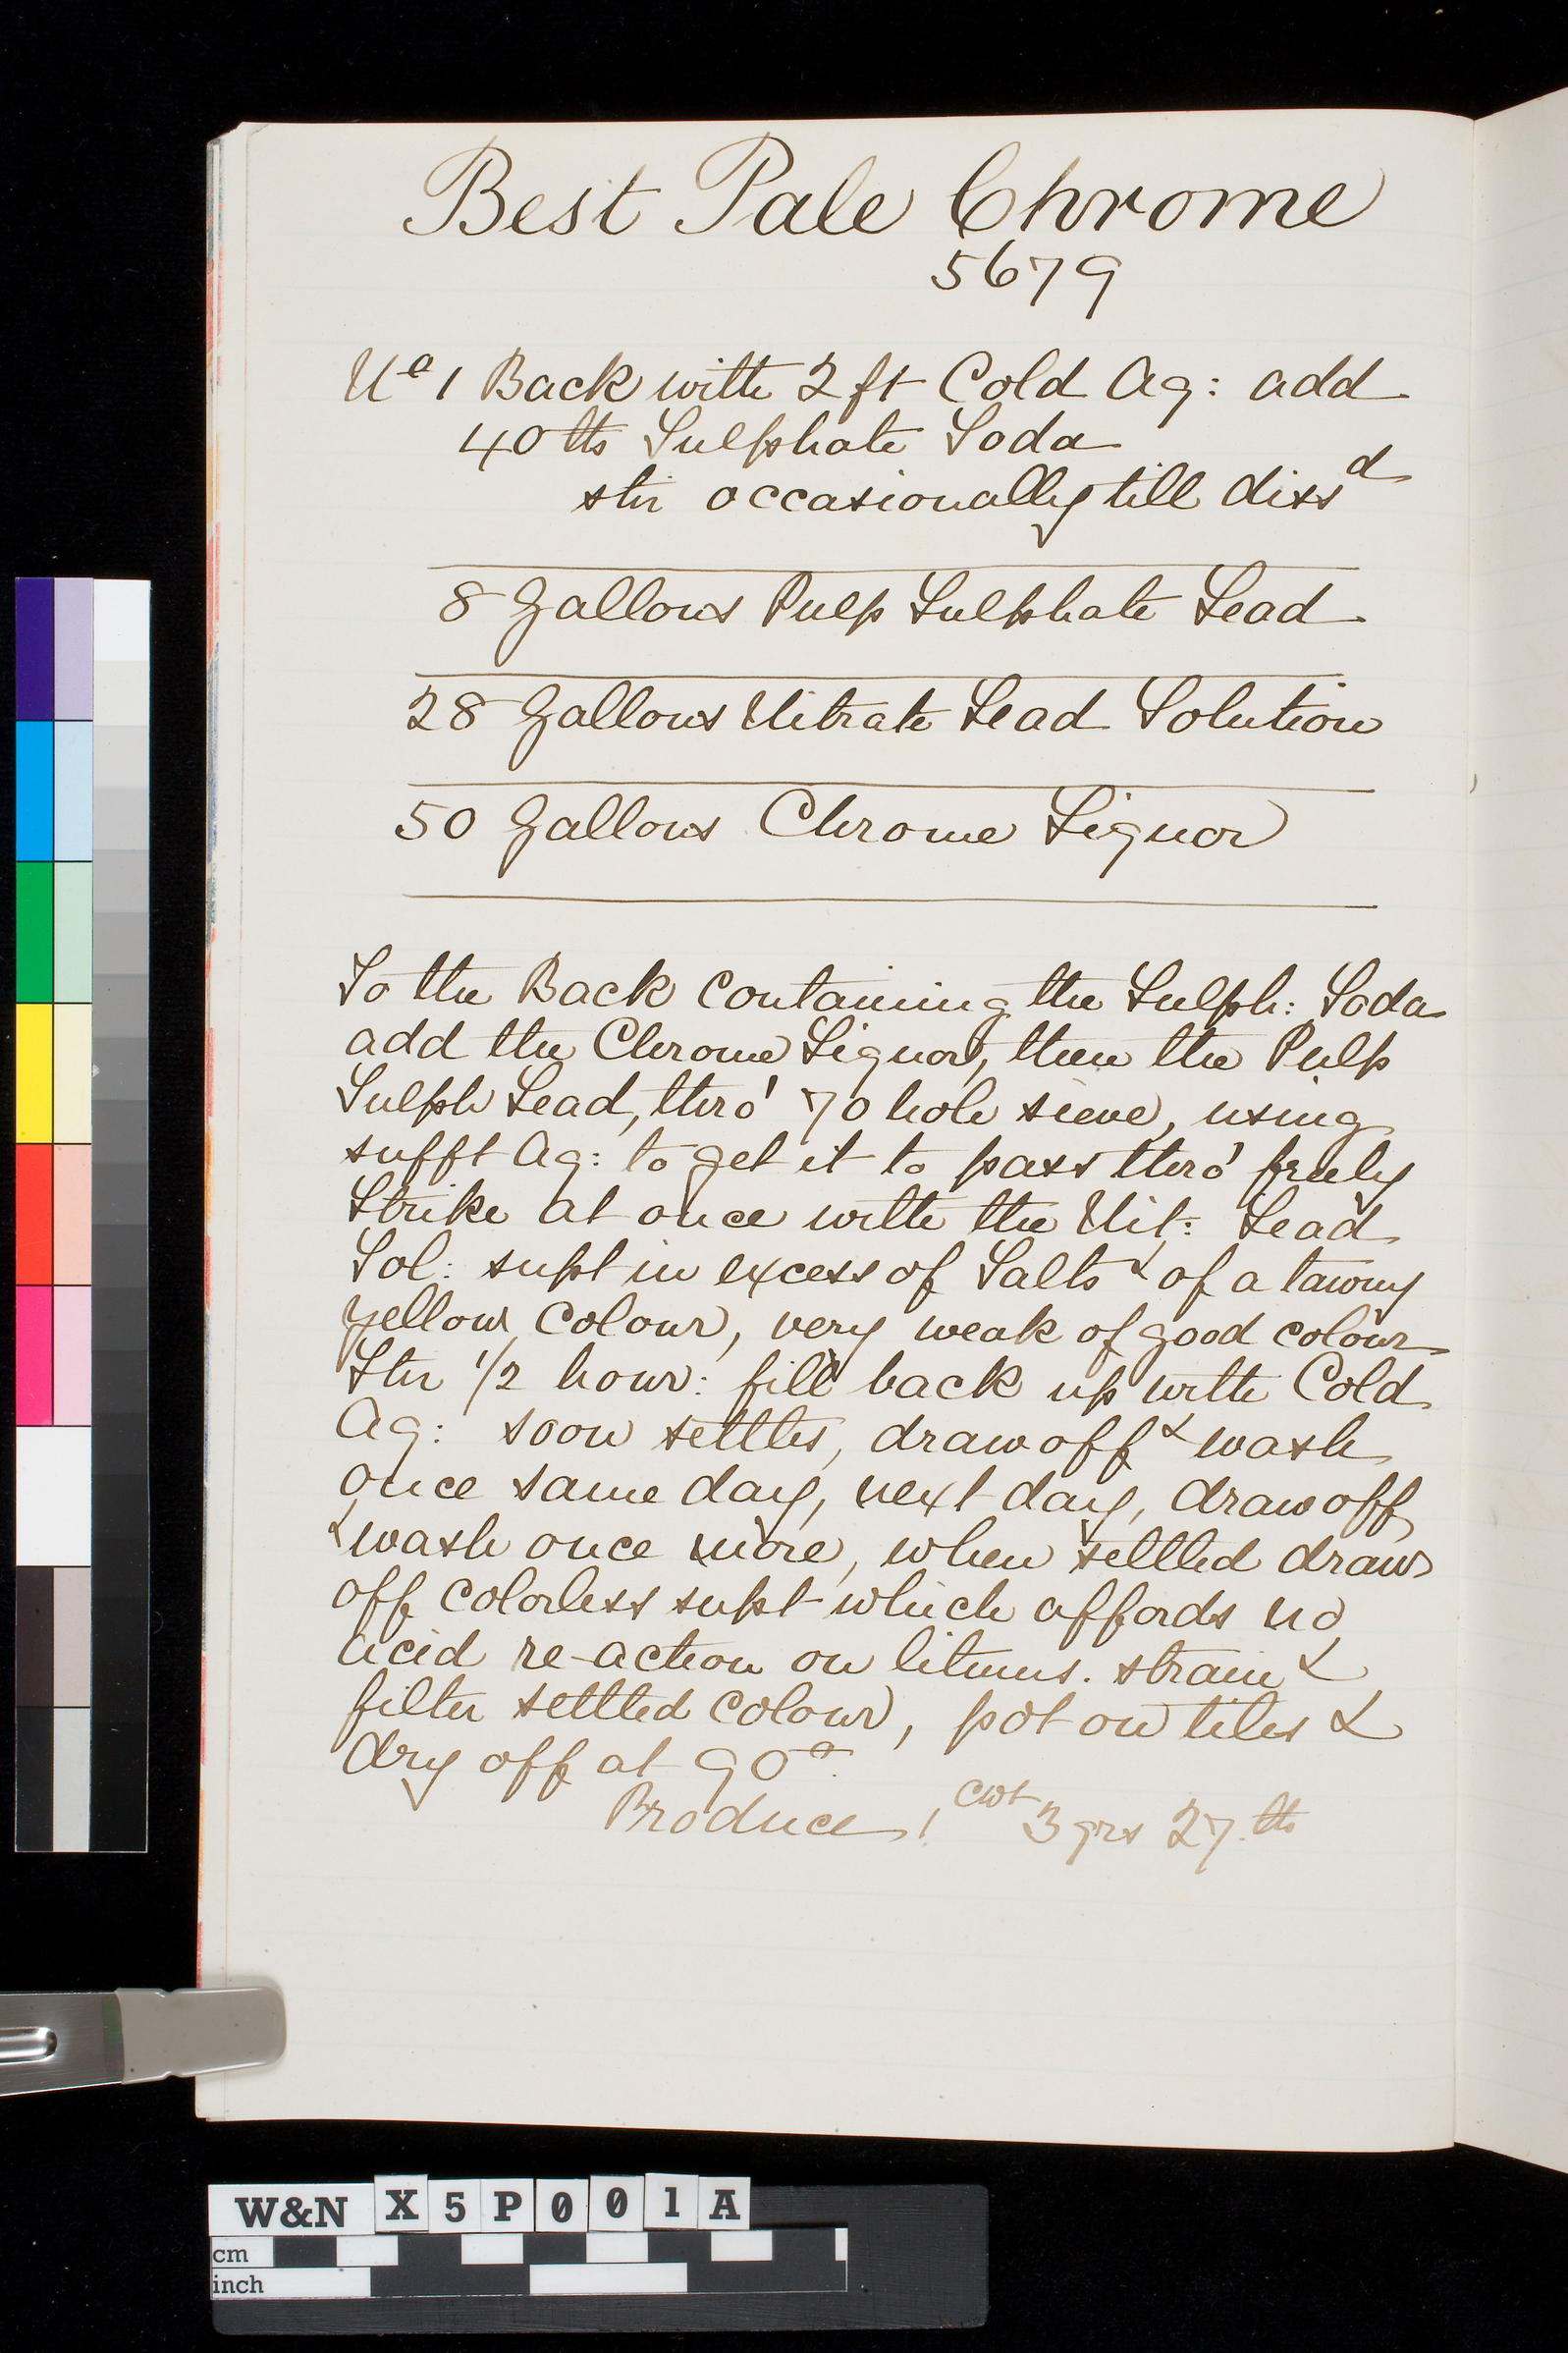 Best Pale Chrome
5679
No 1 Back with 2 ft Cold Aq: add
40 lbs Sulphate Soda
stir occasionally till dissd
8 Gallons Pulp Sulphate Lead
28 Gallons Nitrate Lead Solution
50 Gallons Chrome Liquor
To the Back containing the Sulph: Soda
add the Chrome Liquor, then the Pulp
Sulph Lead, thro' 70 hole sieve, using
sufft Aq: to get it to pass thro' freely
Strike at once with the Nit: Lead
Sol: supt in excess of Salts & of a tawny
yellow colour, very weak of good colour
Stir 1/2 hour: fill back up with Cold
Aq: soon settles, draw off & wash
once same day, next day, draw off
& wash once more, when settled draw
off colorless supt which affords no
acid re-action on litmus. strain &
filter settled colour, pot on tiles &
dry off at 90°.
Produce 1 cwt 3 qrs 27 lbs
W&N X5P001A
cm
inch